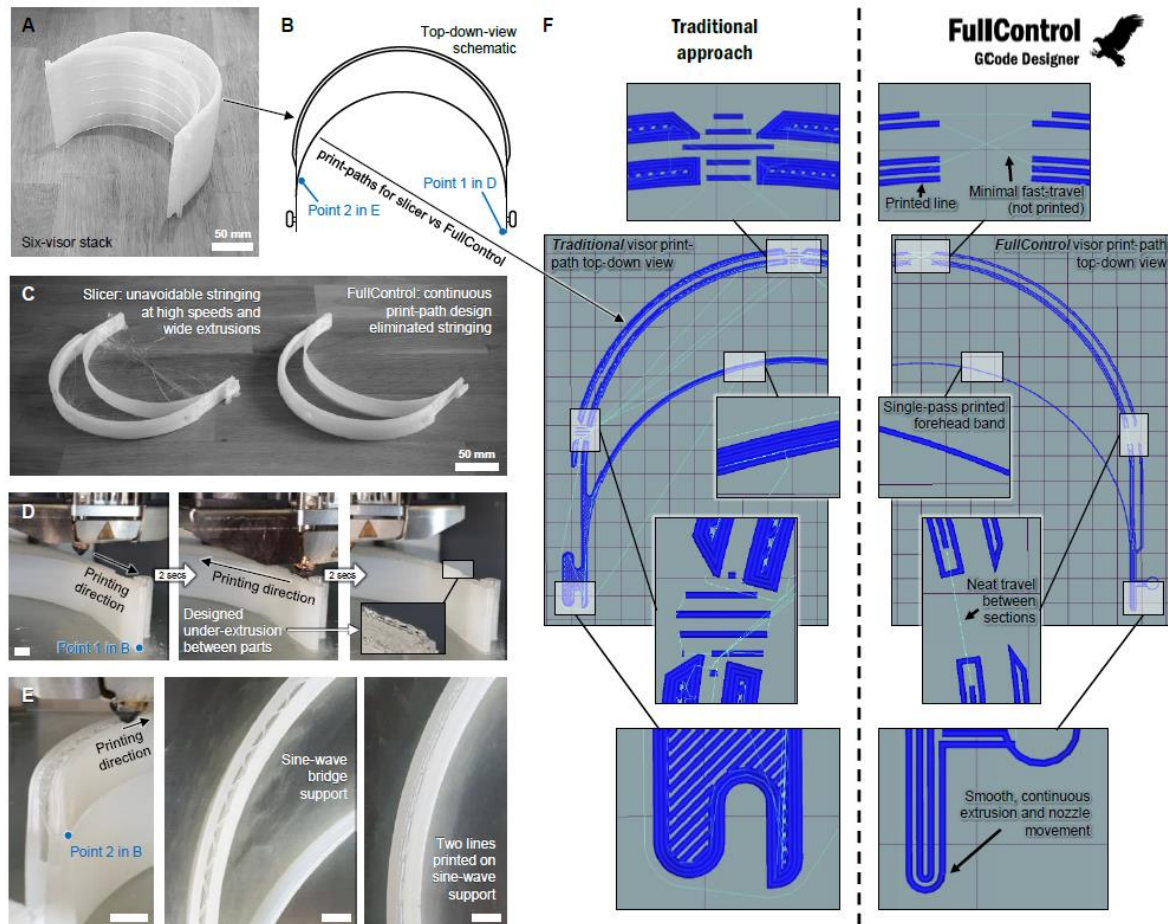 A
Six-visor stack
50 mm
B
Top-down-view
schematic
print-paths for slicer vs FullControl
Point 1 in D
Point 2 in E
C
Slicer: unavoidable stringing
at high speeds and
wide extrusions
FullControl: continuous
print-path design
eliminated stringing
50 mm
D
Printing
direction
Point 1 in B
2 secs
Printing direction
Designed
under-extrusion
between parts
2 secs
E
Printing
direction
Point 2 in B
Sine-wave
bridge
support
Two lines
printed on
sine-wave
support
F
Traditional
approach
FullControl
GCode Designer
Printed line
Minimal fast-travel
(not printed)
Traditional visor print-
path top-down view
FullControl visor print-path
top-down view
Single-pass printed
forehead band
Neat travel
between
sections
Smooth, continuous
extrusion and nozzle
movement